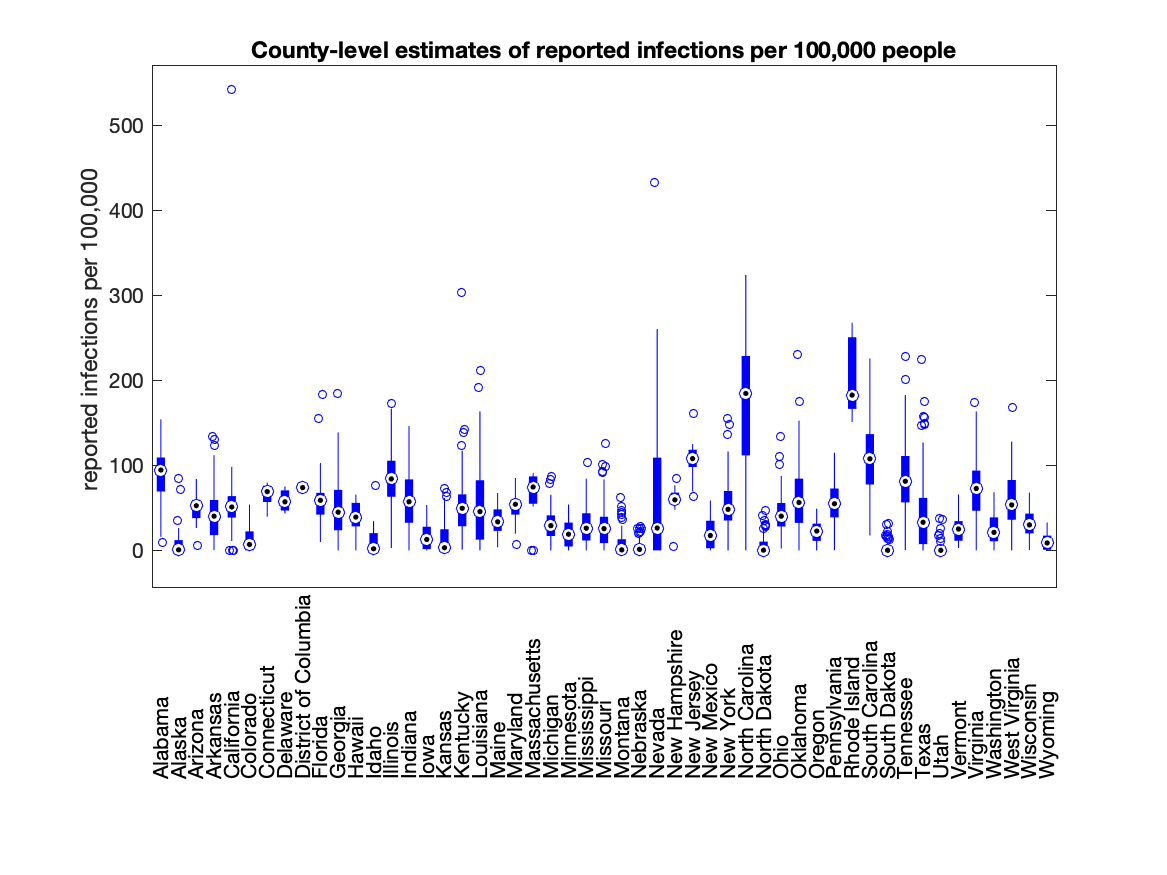 County-level estimates of reported infections per 100,000 people
reported infections per 100,000
500
400
300
200
100
0
Alabama
Alaska
Arizona
Arkansas
California
Colorado
Connecticut
Delaware
District of Columbia
Florida
Georgia
Hawaii
Idaho
Illinois
Indiana
Iowa
Kansas
Kentucky
Louisiana
Maine
Maryland
Massachusetts
Michigan
Minnesota
Mississippi
Missouri
Montana
Nebraska
Nevada
New Hampshire
New Jersey
New Mexico
New York
North Carolina
North Dakota
Ohio
Oklahoma
Oregon
Pennsylvania
Rhode Island
South Carolina
South Dakota
Tennessee
Texas
Utah
Vermont
Virginia
Washington
West Virginia
Wisconsin
Wyoming